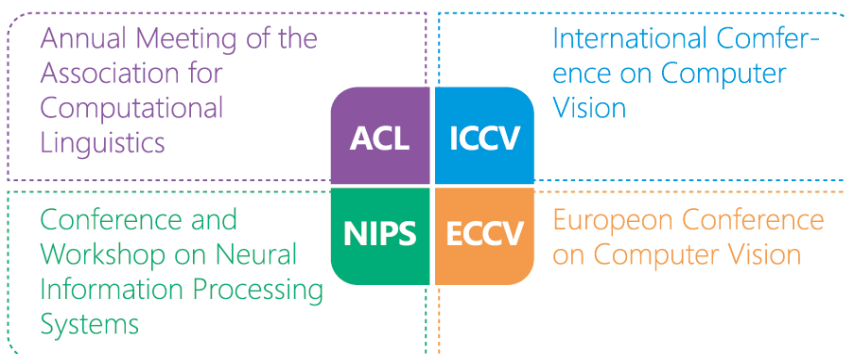 Annual Meeting of the
Association for
Computational
Linguistics
ACL
ICCV
International Comfer-
ence on Computer
Vision
Conference and
Workshop on Neural
Information Processing
Systems
NIPS
ECCV
Europeon Conference
on Computer Vision